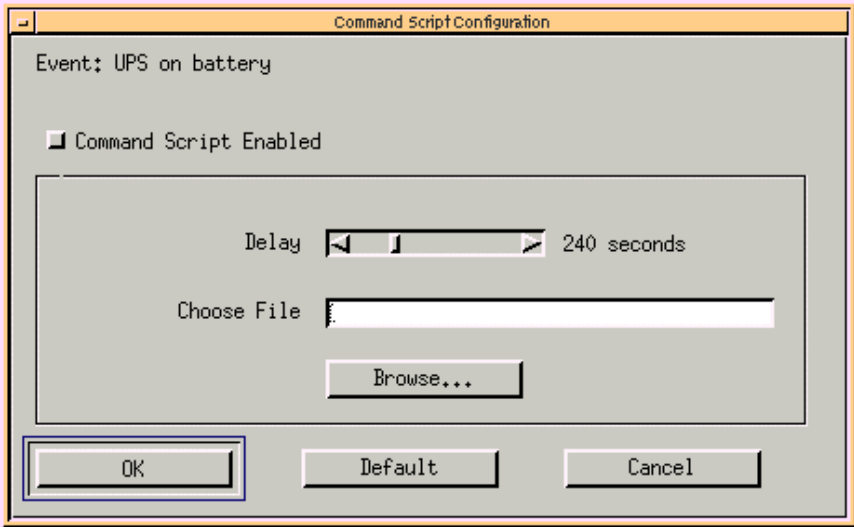 Command Script Configuration
Event: UPS on battery
Command Script Enabled
Delay 240 seconds
Choose File
Browse...
OK Default Cancel